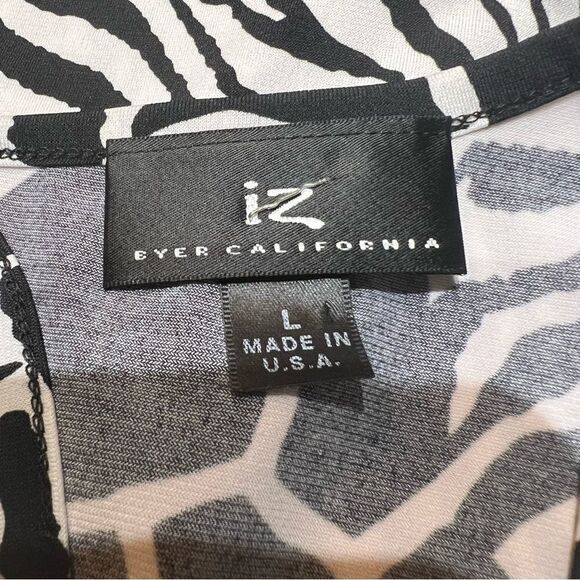 iz
BYER CALIFORNIA
L
MADE IN
U.S.A.